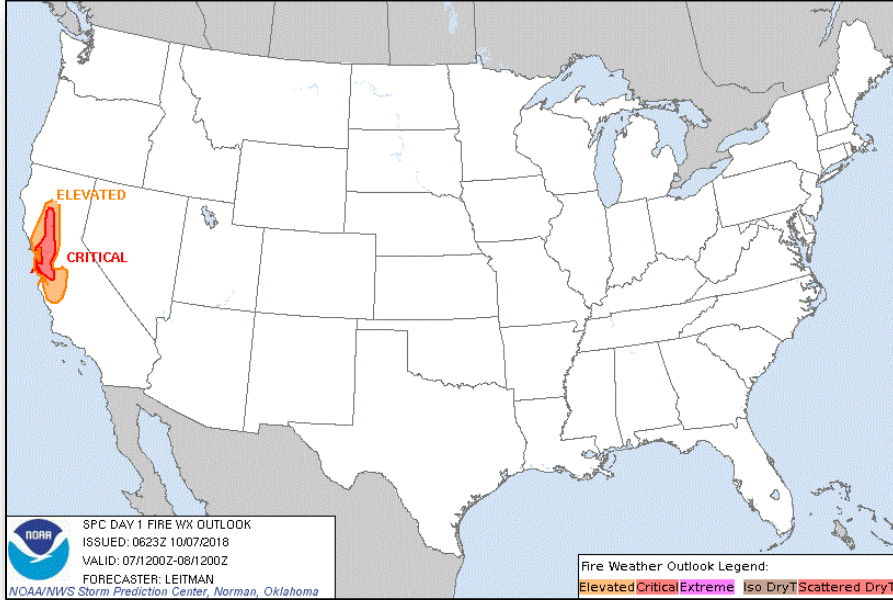 ELEVATED
CRITICAL
NOAA
SPC DAY 1 FIRE WX OUTLOOK
ISSUED: 0623Z 10/07/2018
VALID: 07/1200Z-08/1200Z
FORECASTER: LEITMAN
NOAA/NWS Storm Prediction Center, Norman, Oklahoma
Fire Weather Outlook Legend:
Elevated Critical Extreme Iso DryT Scattered DryT